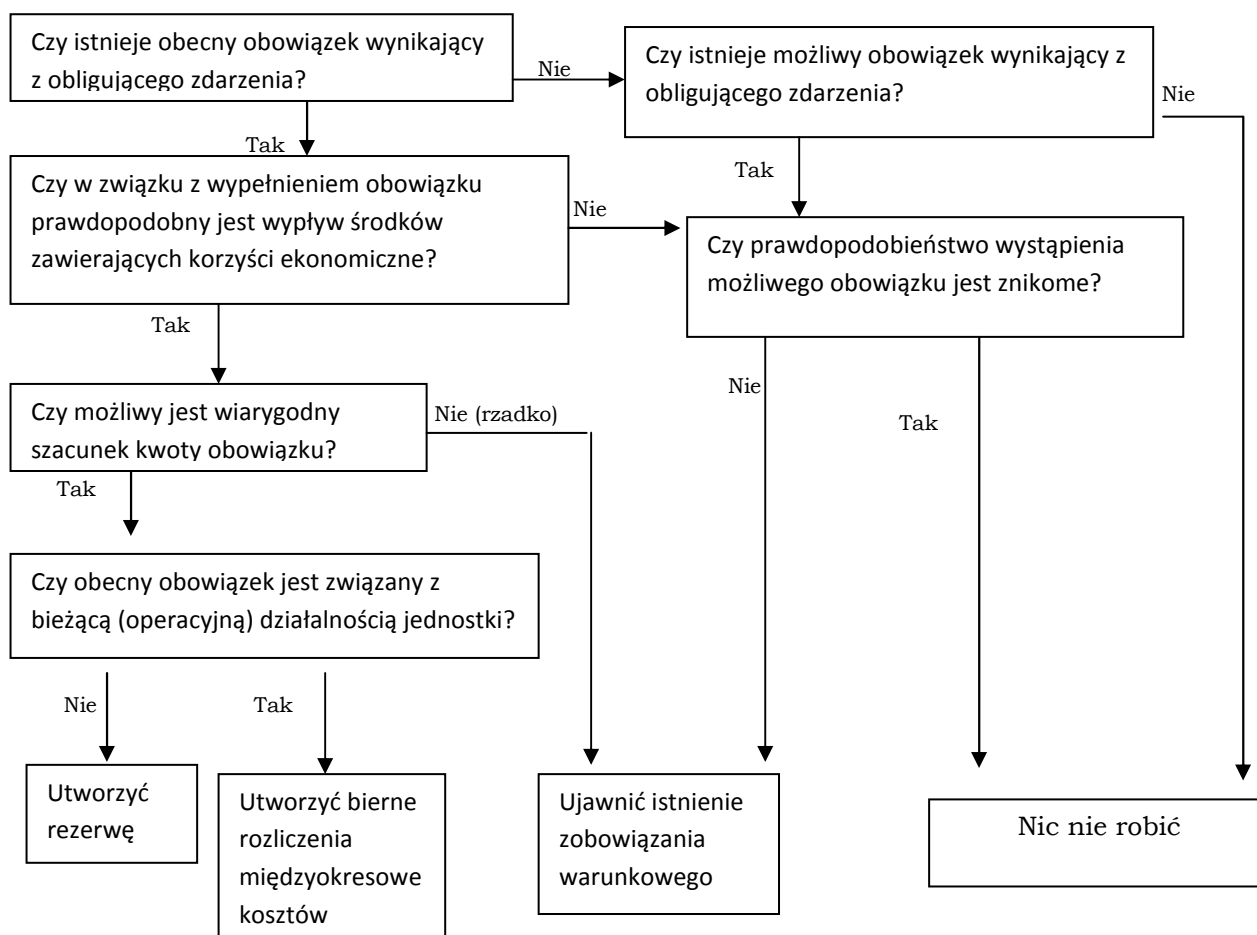 Czy istnieje obecny obowiązek wynikający
z obligującego zdarzenia?
Nie
Czy istnieje możliwy obowiązek wynikający z
obligującego zdarzenia?
Nie
Tak
Tak
Czy w związku z wypełnieniem obowiązku
prawdopodobny jest wypływ środków
zawierających korzyści ekonomiczne?
Nie
Czy prawdopodobieństwo wystąpienia
możliwego obowiązku jest znikome?
Tak
Nie
Tak
Czy możliwy jest wiarygodny
szacunek kwoty obowiązku?
Nie (rzadko)
Tak
Czy obecny obowiązek jest związany z
bieżącą (operacyjną) działalnością jednostki?
Nie
Tak
Utworzyć
rezerwę
Utworzyć bierne
rozliczenia
międzyokresowe
kosztów
Ujawnić istnienie
zobowiązania
warunkowego
Nic nie robić